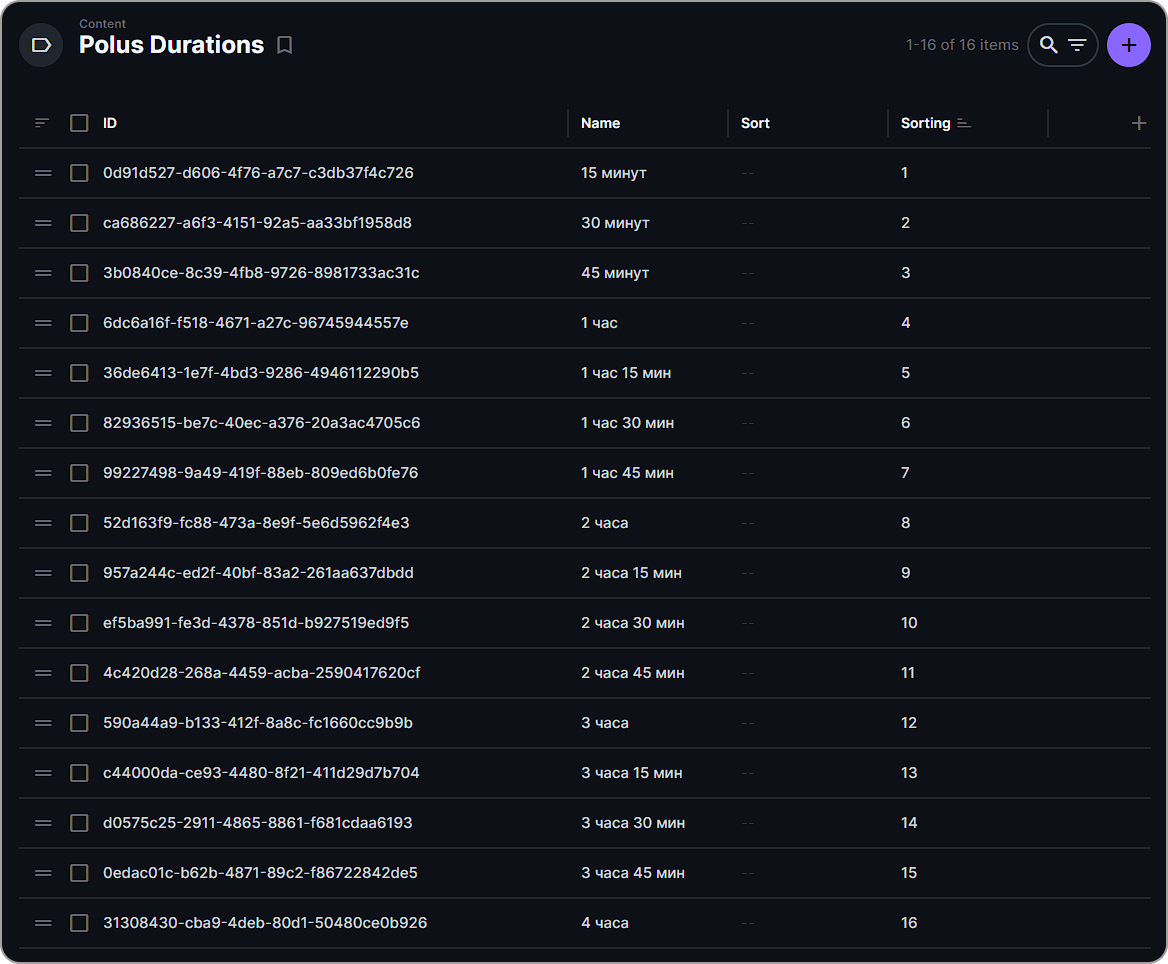 Content
Polus Durations
1-16 of 16 items
ID Name Sort Sorting
0d91d527-d606-4f76-a7c7-c3db37f4c726 15 минут -- 1
ca686227-a6f3-4151-92a5-aa33bf1958d8 30 минут -- 2
3b0840ce-8c39-4fb8-9726-8981733ac31c 45 минут -- 3
6dc6a16f-f518-4671-a27c-96745944557e 1 час -- 4
36de6413-1e7f-4bd3-9286-4946112290b5 1 час 15 мин -- 5
82936515-be7c-40ec-a376-20a3ac4705c6 1 час 30 мин -- 6
99227498-9a49-419f-88eb-809ed6b0fe76 1 час 45 мин -- 7
52d163f9-fc88-473a-8e9f-5e6d5962f4e3 2 часа -- 8
957a244c-ed2f-40bf-83a2-261aa637dbdd 2 часа 15 мин -- 9
ef5ba991-fe3d-4378-851d-b927519ed9f5 2 часа 30 мин -- 10
4c420d28-268a-4459-acba-2590417620cf 2 часа 45 мин -- 11
590a44a9-b133-412f-8a8c-fc1660cc9b9b 3 часа -- 12
c44000da-ce93-4480-8f21-411d29d7b704 3 часа 15 мин -- 13
d0575c25-2911-4865-8861-f681cdaa6193 3 часа 30 мин -- 14
0edac01c-b62b-4871-89c2-f86722842de5 3 часа 45 мин -- 15
31308430-cba9-4deb-80d1-50480ce0b926 4 часа -- 16